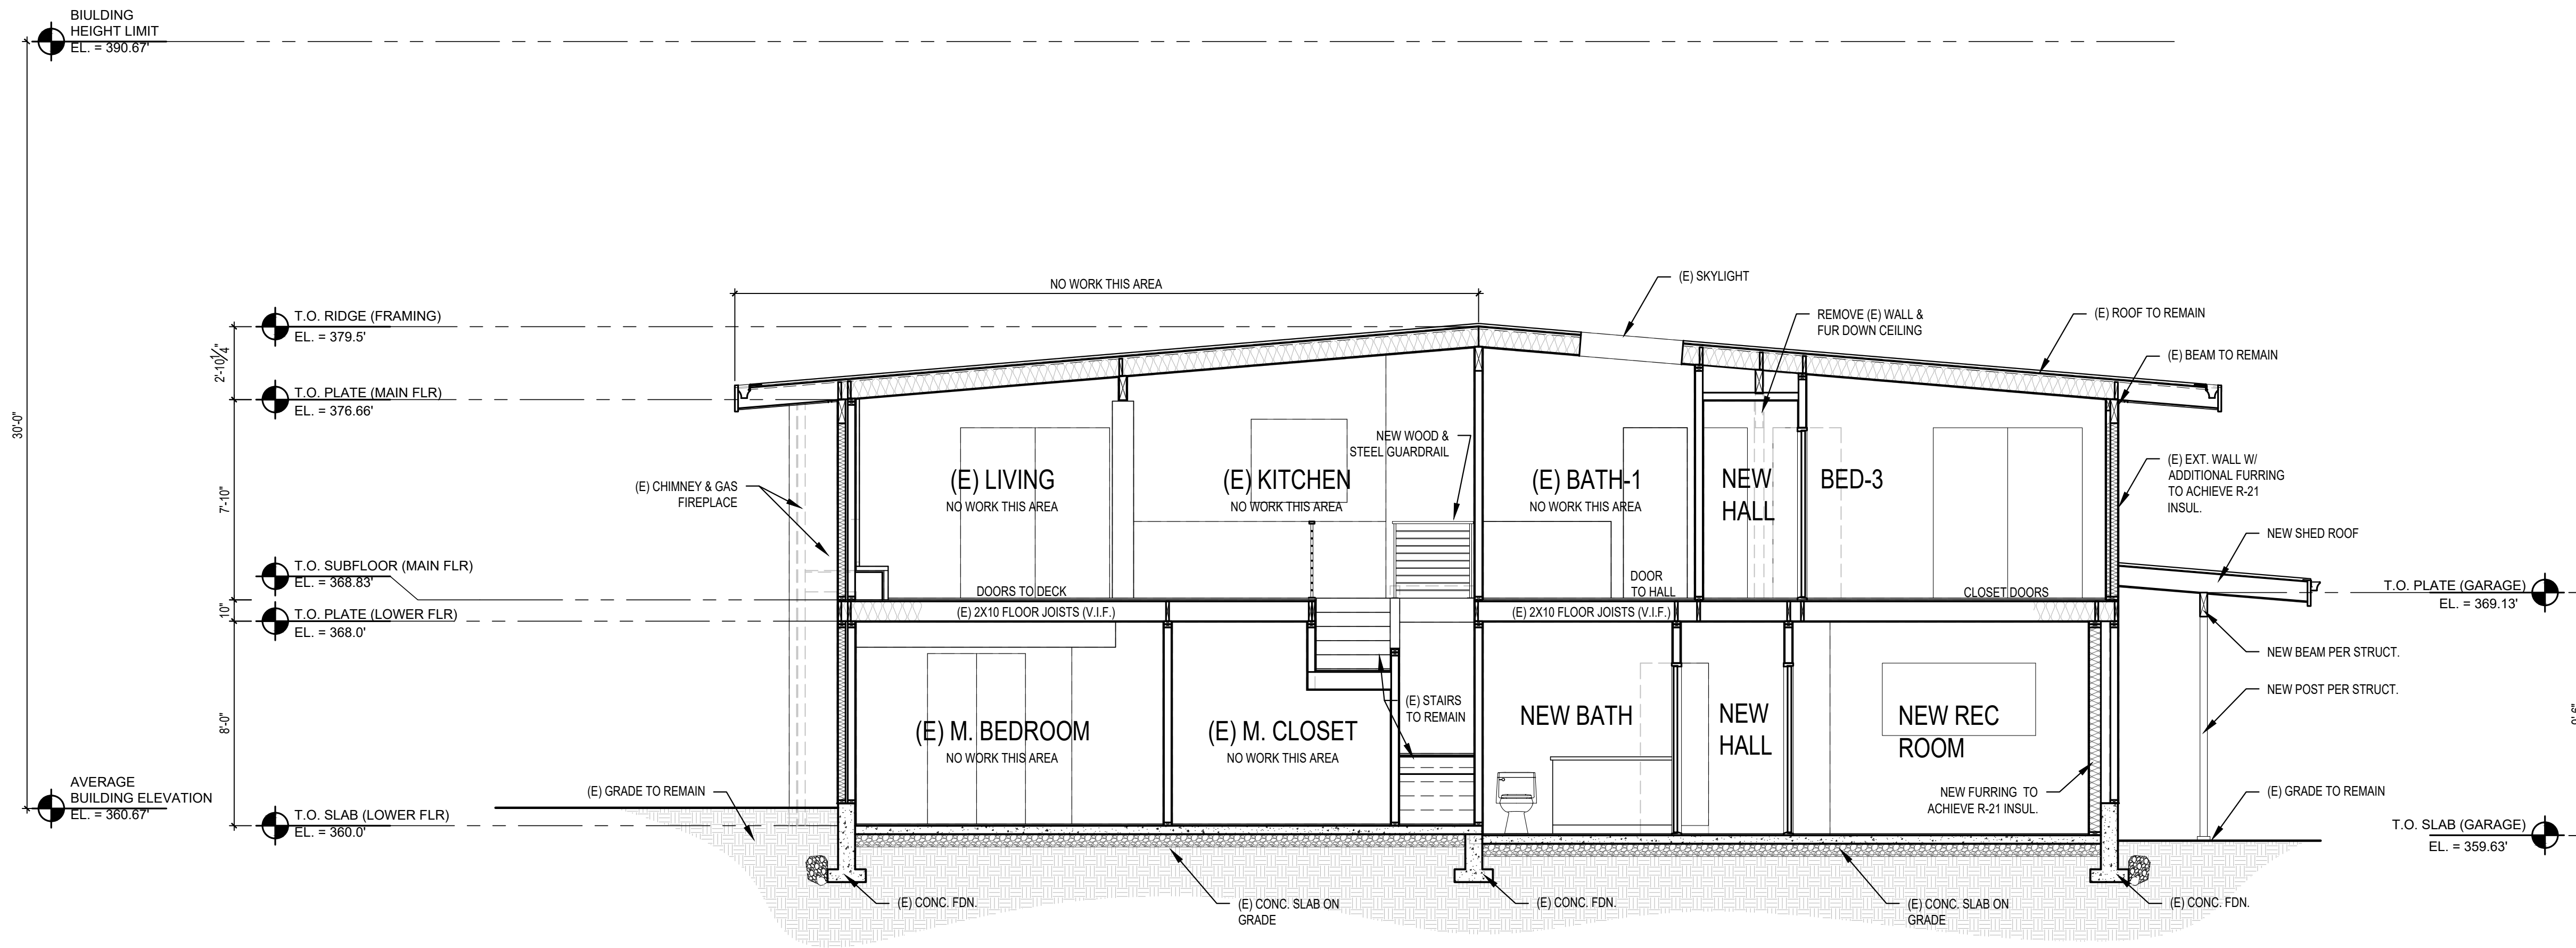 BIULDING
HEIGHT LIMIT
EL. = 390.67'
30'-0"
T.O. RIDGE (FRAMING)
EL. = 379.5'
2'-10¼"
T.O. PLATE (MAIN FLR)
EL. = 376.66'
7'-10"
T.O. SUBFLOOR (MAIN FLR)
EL. = 368.83'
10"
T.O. PLATE (LOWER FLR)
EL. = 368.0'
8'-0"
AVERAGE
BUILDING ELEVATION
EL. = 360.67'
T.O. SLAB (LOWER FLR)
EL. = 360.0'
NO WORK THIS AREA
(E) SKYLIGHT
REMOVE (E) WALL &
FUR DOWN CEILING
(E) ROOF TO REMAIN
(E) BEAM TO REMAIN
(E) CHIMNEY & GAS
FIREPLACE
(E) LIVING
NO WORK THIS AREA
(E) KITCHEN
NO WORK THIS AREA
NEW WOOD &
STEEL GUARDRAIL
(E) BATH-1
NO WORK THIS AREA
NEW
HALL
BED-3
(E) EXT. WALL W/
ADDITIONAL FURRING
TO ACHIEVE R-21
INSUL.
NEW SHED ROOF
DOORS TO DECK
DOOR
TO HALL
CLOSET DOORS
(E) 2X10 FLOOR JOISTS (V.I.F.)
(E) 2X10 FLOOR JOISTS (V.I.F.)
T.O. PLATE (GARAGE)
EL. = 369.13'
NEW BEAM PER STRUCT.
NEW POST PER STRUCT.
(E) M. BEDROOM
NO WORK THIS AREA
(E) M. CLOSET
NO WORK THIS AREA
(E) STAIRS
TO REMAIN
NEW BATH
NEW
HALL
NEW REC
ROOM
NEW FURRING TO
ACHIEVE R-21 INSUL.
(E) GRADE TO REMAIN
(E) GRADE TO REMAIN
T.O. SLAB (GARAGE)
EL. = 359.63'
(E) CONC. FDN.
(E) CONC. SLAB ON
GRADE
(E) CONC. FDN.
(E) CONC. SLAB ON
GRADE
(E) CONC. FDN.